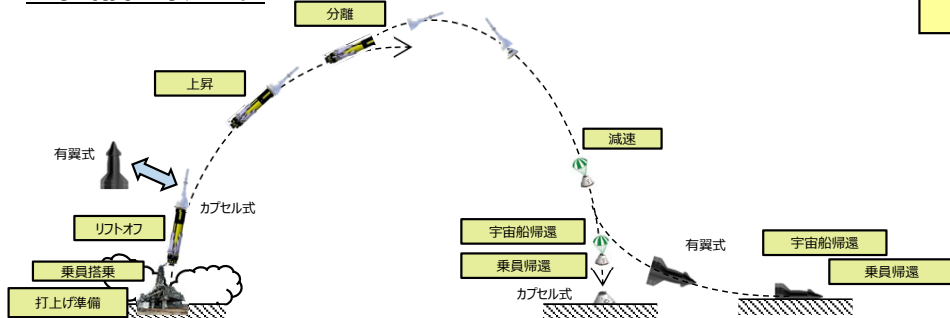 分離
上昇
減速
有翼式
カプセル式
リフトオフ
乗員搭乗
打上げ準備
宇宙船帰還
乗員帰還
カプセル式
有翼式
宇宙船帰還
乗員帰還